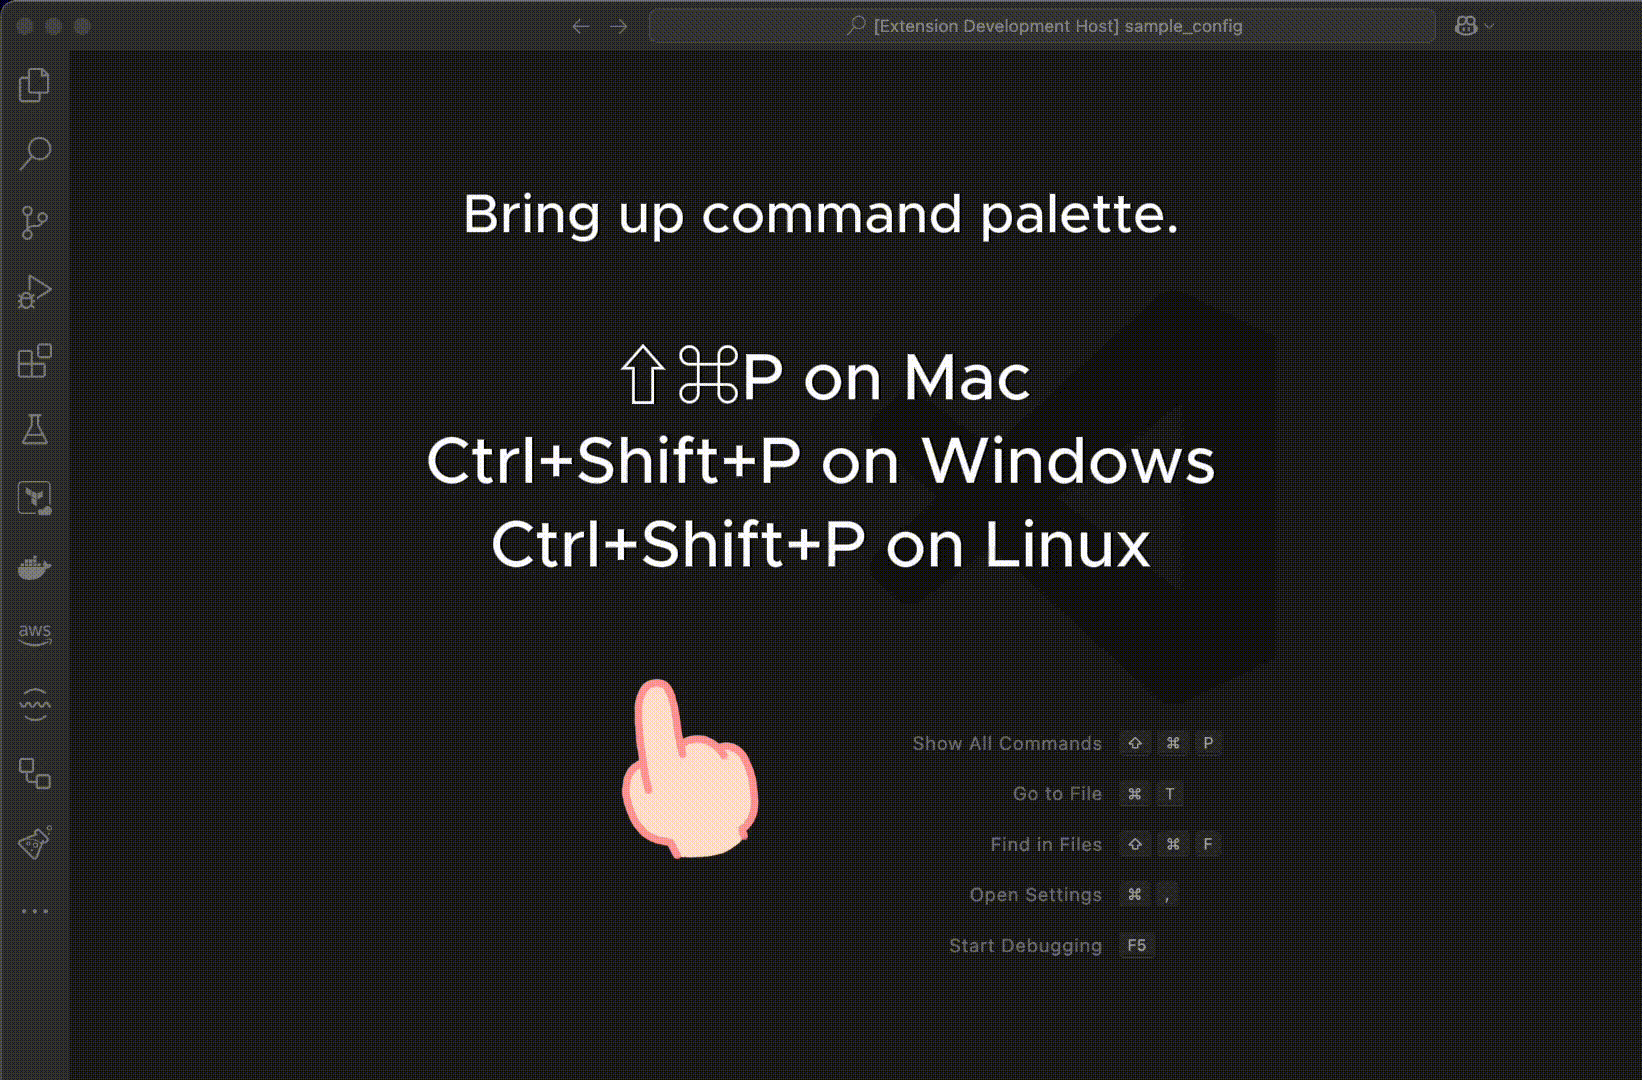 [Extension Development Host] sample_config
Bring up command palette.
⇧⌘P on Mac
Ctrl+Shift+P on Windows
Ctrl+Shift+P on Linux
aws
Show All Commands ⇧ ⌘ P
Go to File ⌘ T
Find in Files ⇧ ⌘ F
Open Settings ⌘ ,
Start Debugging F5